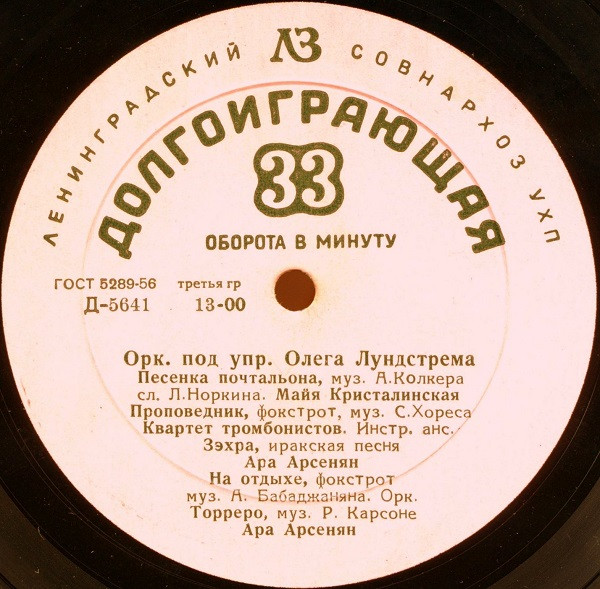 ЛЕНИНГРАДСКИЙ ЛЗ СОВНАРХОЗ УХП
ДОЛГОИГРАЮЩАЯ
33
ОБОРОТА В МИНУТУ
ГОСТ 5289-56 третья гр
Д-5641 13-00
Орк. под упр. Олега Лундстрема
Песенка почтальона, муз. А.Колкера
сл. Л.Норкина. Майя Кристалинская
Проповедник, фокстрот, муз. С.Хореса
Квартет тромбонистов. Инстр. анс.
Зэхра, иракская песня
Ара Арсенян
На отдыхе, фокстрот
муз. А. Бабаджаняна. Орк.
Торреро, муз. Р. Карсоне
Ара Арсенян